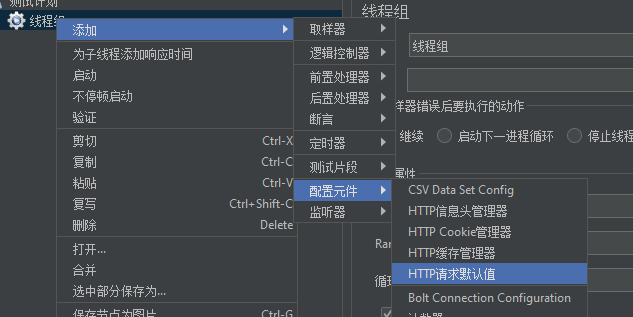 测试计划
线程组
添加
为子线程添加响应时间
启动
不停顿启动
验证
剪切 Ctrl-X
复制 Ctrl-C
粘贴 Ctrl-V
复写 Ctrl+Shift-C
删除 Delete
打开...
合并
选中部分保存为...
保存节点为图片 Ctrl-G
取样器
逻辑控制器
前置处理器
后置处理器
断言
定时器
测试片段
配置元件
监听器
CSV Data Set Config
HTTP信息头管理器
HTTP Cookie管理器
HTTP缓存管理器
HTTP请求默认值
Bolt Connection Configuration
计数器
线程组
线程组
样器错误后要执行的动作
继续 启动下一进程循环 停止线程
属性
Ran
循环